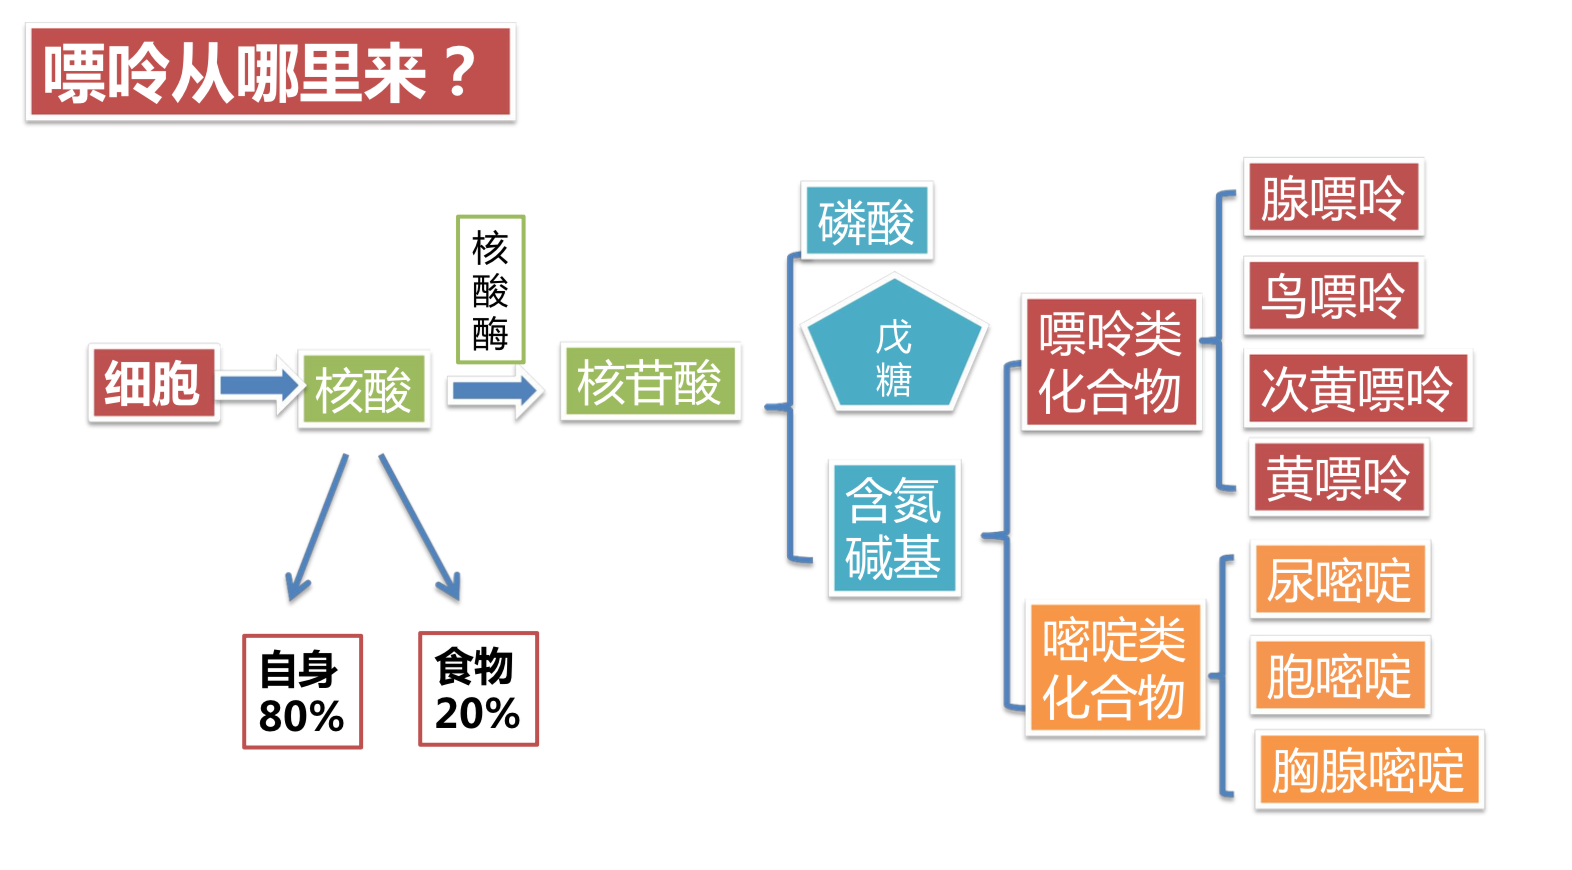 嘌呤从哪里来？
细胞
核酸
核
酸
酶
核苷酸
自身
80%
食物
20%
磷酸
戊
糖
含氮
碱基
嘌呤类
化合物
嘧啶类
化合物
腺嘌呤
鸟嘌呤
次黄嘌呤
黄嘌呤
尿嘧啶
胞嘧啶
胸腺嘧啶